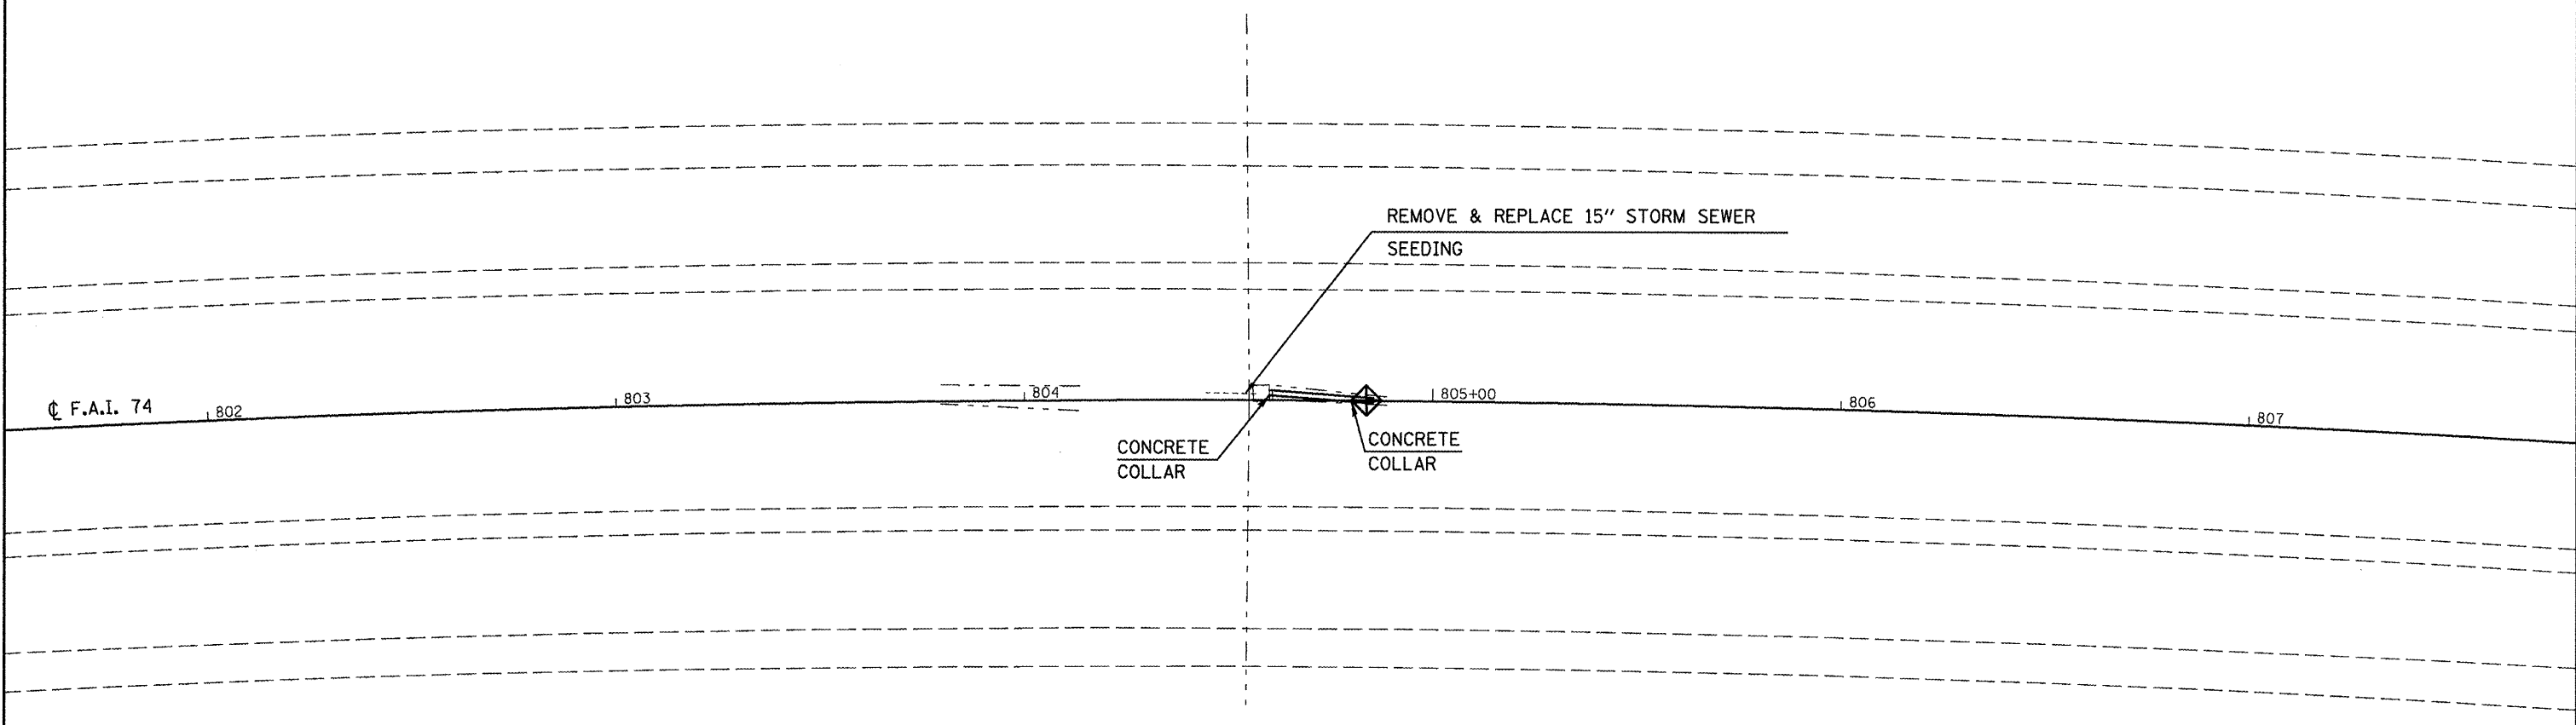 REMOVE & REPLACE 15" STORM SEWER
SEEDING
℄ F.A.I. 74
802
803
804
805+00
806
807
CONCRETE
COLLAR
CONCRETE
COLLAR